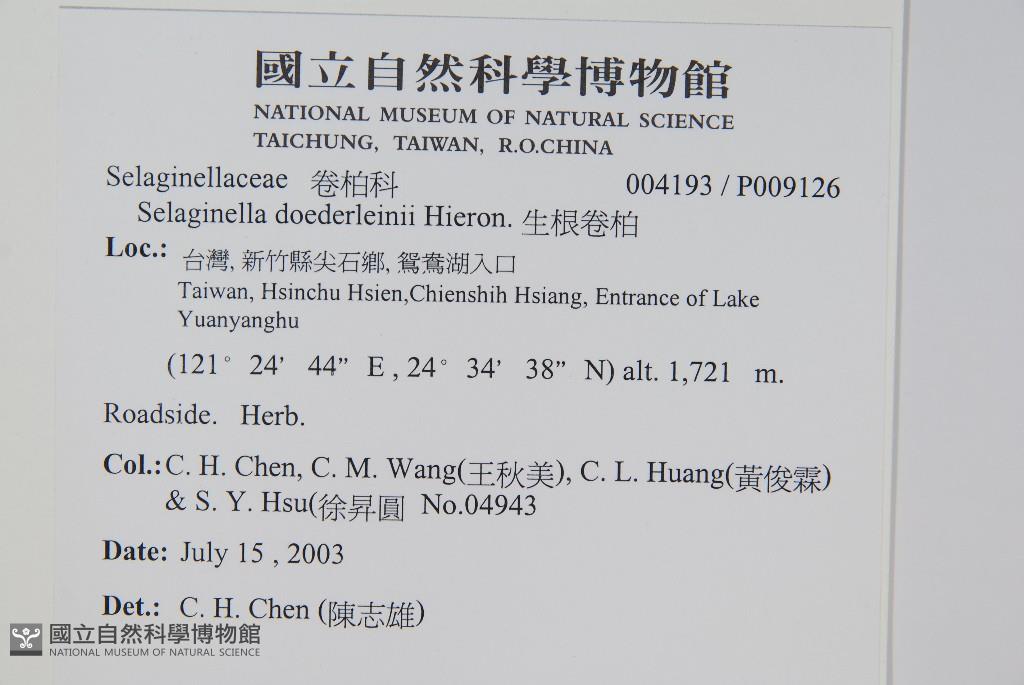 國立自然科學博物館
NATIONAL MUSEUM OF NATURAL SCIENCE
TAICHUNG, TAIWAN, R.O.CHINA
Selaginellaceae 卷柏科 004193 / P009126
Selaginella doederleinii Hieron. 生根卷柏
Loc.: 台灣, 新竹縣尖石鄉, 鴛鴦湖入口
Taiwan, Hsinchu Hsien,Chienshih Hsiang, Entrance of Lake
Yuanyanghu
(121° 24' 44” E , 24° 34' 38” N) alt. 1,721 m.
Roadside. Herb.
Col.: C. H. Chen, C. M. Wang(王秋美), C. L. Huang(黃俊霖)
& S. Y. Hsu(徐昇圓 No.04943
Date: July 15 , 2003
Det.: C. H. Chen (陳志雄)
國立自然科學博物館
NATIONAL MUSEUM OF NATURAL SCIENCE